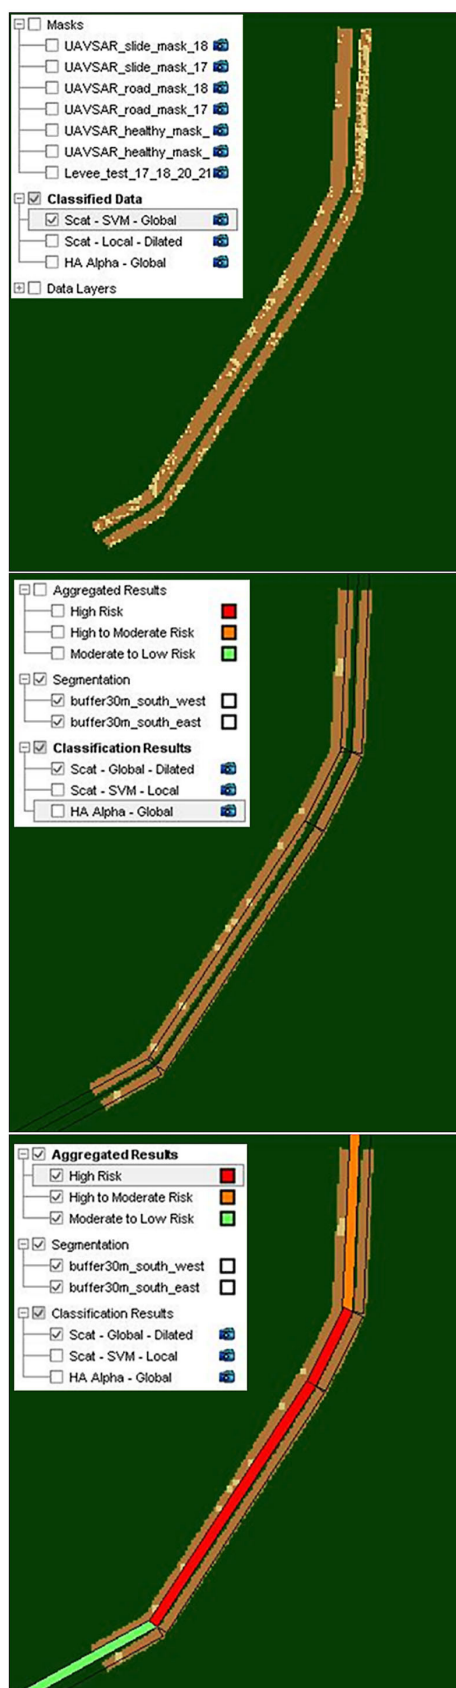 Masks
UAVSAR_slide_mask_18
UAVSAR_slide_mask_17
UAVSAR_road_mask_18
UAVSAR_road_mask_17
UAVSAR_healthy_mask_
UAVSAR_healthy_mask_
Levee_test_17_18_20_21
Classified Data
Scat - SVM - Global
Scat - Local - Dilated
HA Alpha - Global
Data Layers
Aggregated Results
High Risk
High to Moderate Risk
Moderate to Low Risk
Segmentation
buffer30m_south_west
buffer30m_south_east
Classification Results
Scat - Global - Dilated
Scat - SVM - Local
HA Alpha - Global
Aggregated Results
High Risk
High to Moderate Risk
Moderate to Low Risk
Segmentation
buffer30m_south_west
buffer30m_south_east
Classification Results
Scat - Global - Dilated
Scat - SVM - Local
HA Alpha - Global